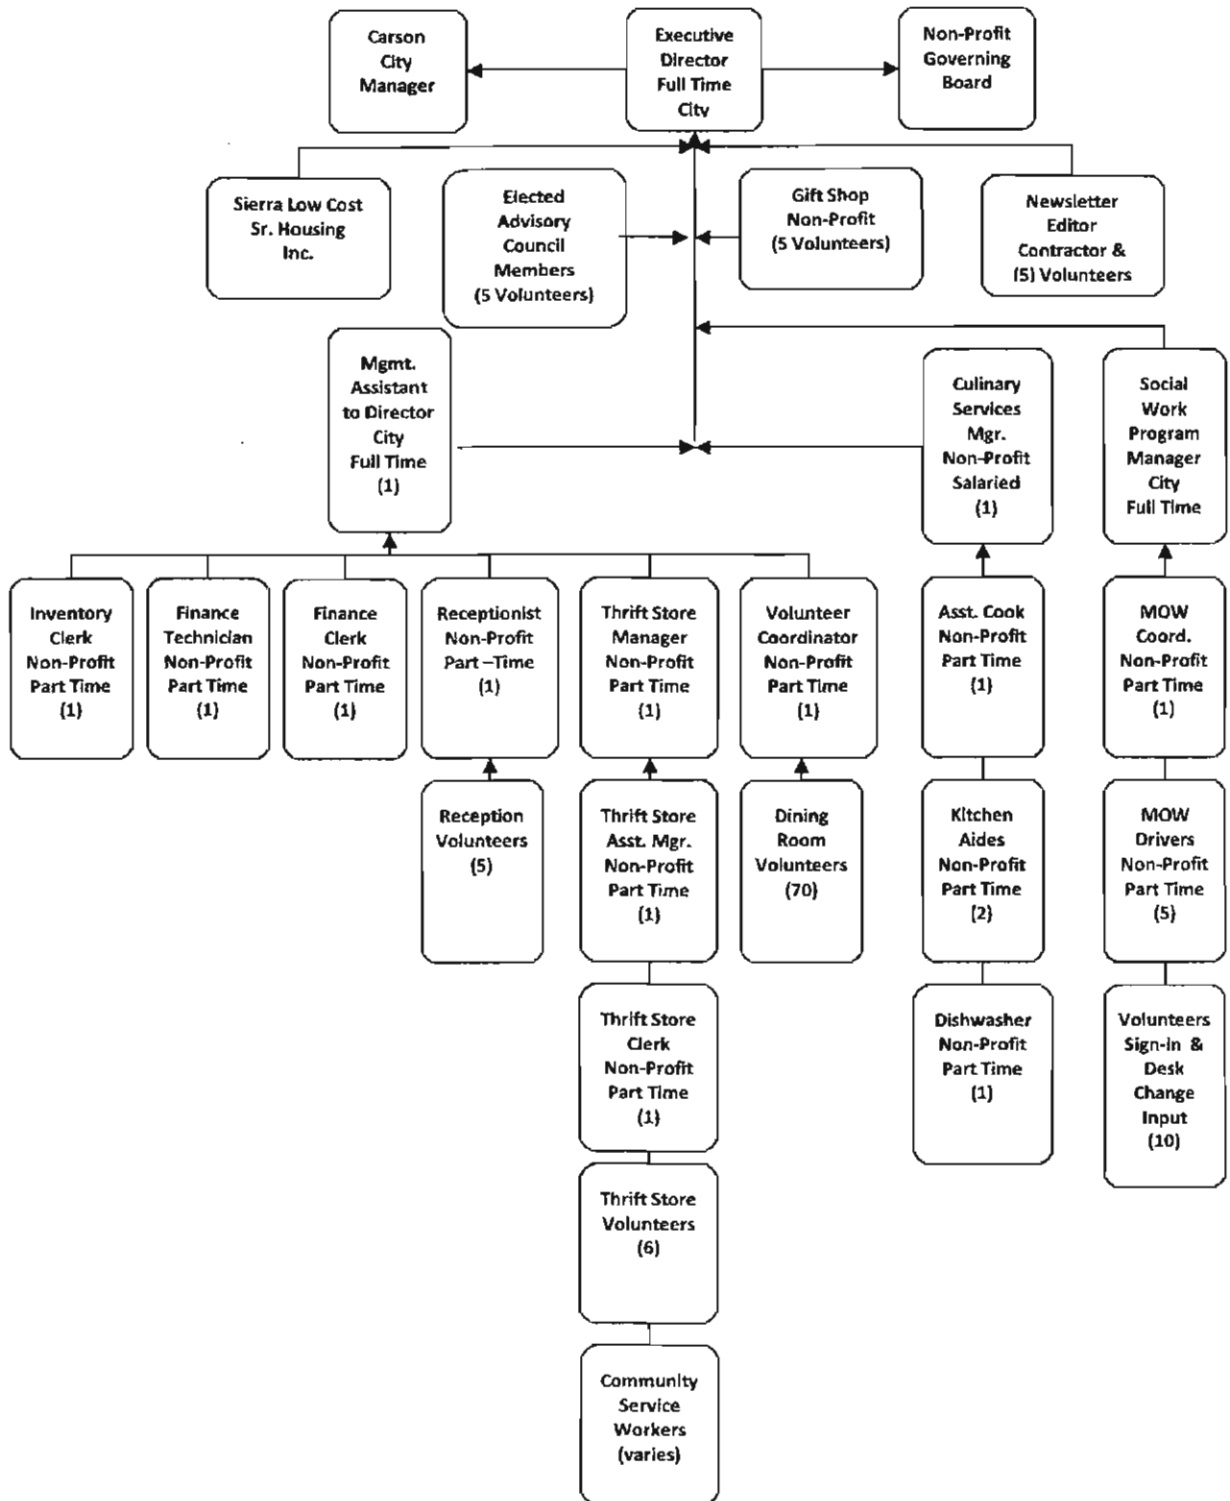 Carson
City
Manager
Executive
Director
Full Time
City
Non-Profit
Governing
Board
Sierra Low Cost
Sr. Housing
Inc.
Elected
Advisory
Council
Members
(5 Volunteers)
Gift Shop
Non-Profit
(5 Volunteers)
Newsletter
Editor
Contractor &
(5) Volunteers
Mgmt.
Assistant
to Director
City
Full Time
(1)
Culinary
Services
Mgr.
Non-Profit
Salaried
(1)
Social
Work
Program
Manager
City
Full Time
Inventory
Clerk
Non-Profit
Part Time
(1)
Finance
Technician
Non-Profit
Part Time
(1)
Finance
Clerk
Non-Profit
Part Time
(1)
Receptionist
Non-Profit
Part –Time
(1)
Thrift Store
Manager
Non-Profit
Part Time
(1)
Volunteer
Coordinator
Non-Profit
Part Time
(1)
Asst. Cook
Non-Profit
Part Time
(1)
MOW
Coord.
Non-Profit
Part Time
(1)
Reception
Volunteers
(5)
Thrift Store
Asst. Mgr.
Non-Profit
Part Time
(1)
Dining
Room
Volunteers
(70)
Kitchen
Aides
Non-Profit
Part Time
(2)
MOW
Drivers
Non-Profit
Part Time
(5)
Thrift Store
Clerk
Non-Profit
Part Time
(1)
Dishwasher
Non-Profit
Part Time
(1)
Volunteers
Sign-in &
Desk
Change
Input
(10)
Thrift Store
Volunteers
(6)
Community
Service
Workers
(varies)